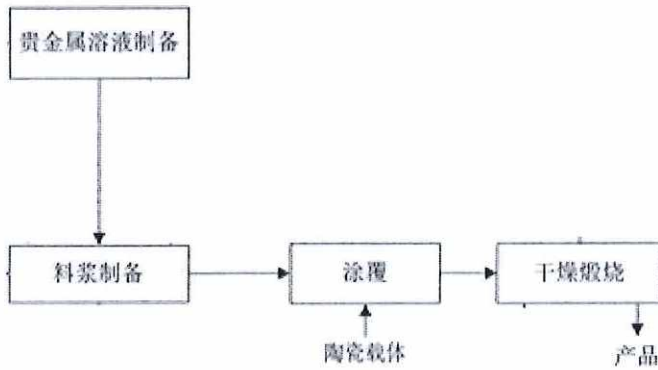 贵金属溶液制备
料浆制备
涂覆
干燥煅烧
陶瓷载体
产品